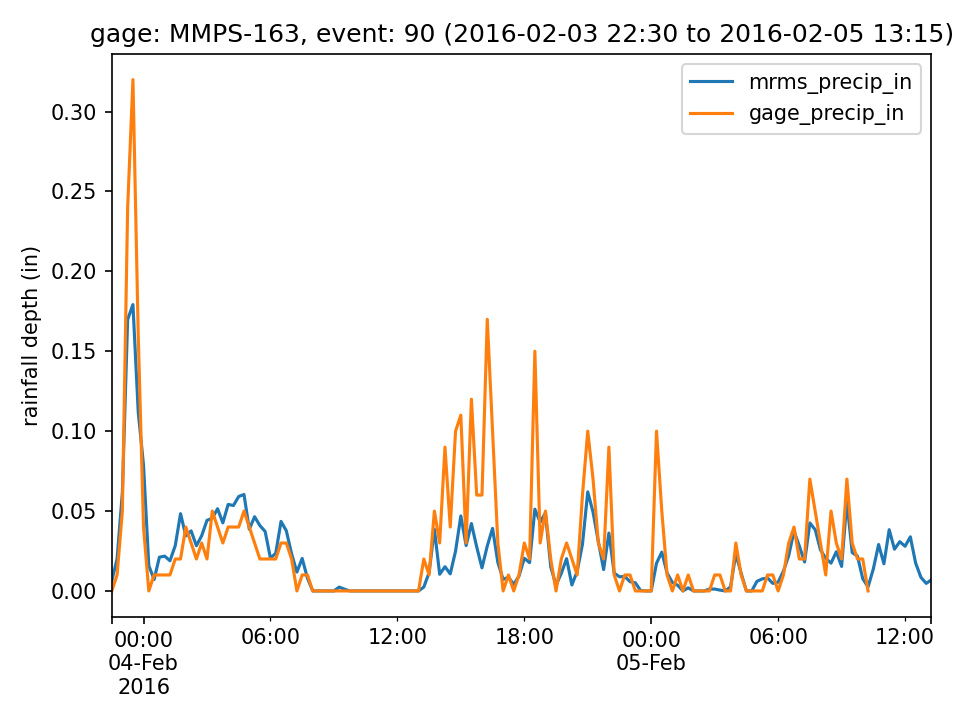 gage: MMPS-163, event: 90 (2016-02-03 22:30 to 2016-02-05 13:15)
mrms_precip_in
gage_precip_in
rainfall depth (in)
0.30
0.25
0.20
0.15
0.10
0.05
0.00
00:00 06:00 12:00 18:00 00:00 06:00 12:00
04-Feb 05-Feb
2016